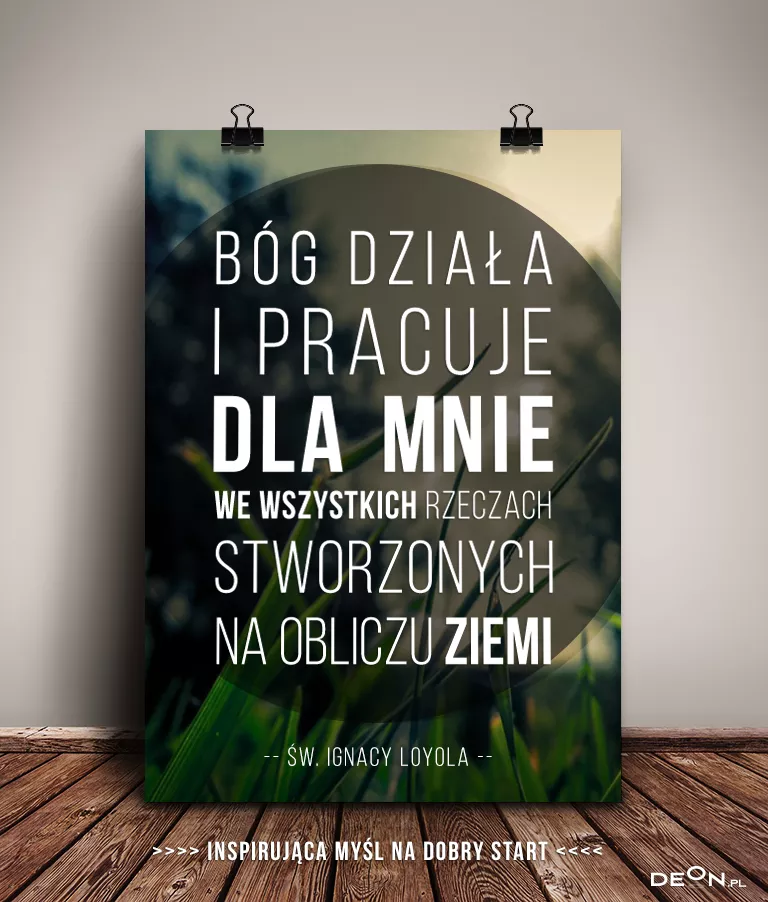 BÓG DZIAŁA
I PRACUJE
DLA MNIE
WE WSZYSTKICH RZECZACH
STWORZONYCH
NA OBLICZU ZIEMI
-- ŚW. IGNACY LOYOLA --
>>>> INSPIRUJĄCA MYŚL NA DOBRY START <<<<
DEON.PL